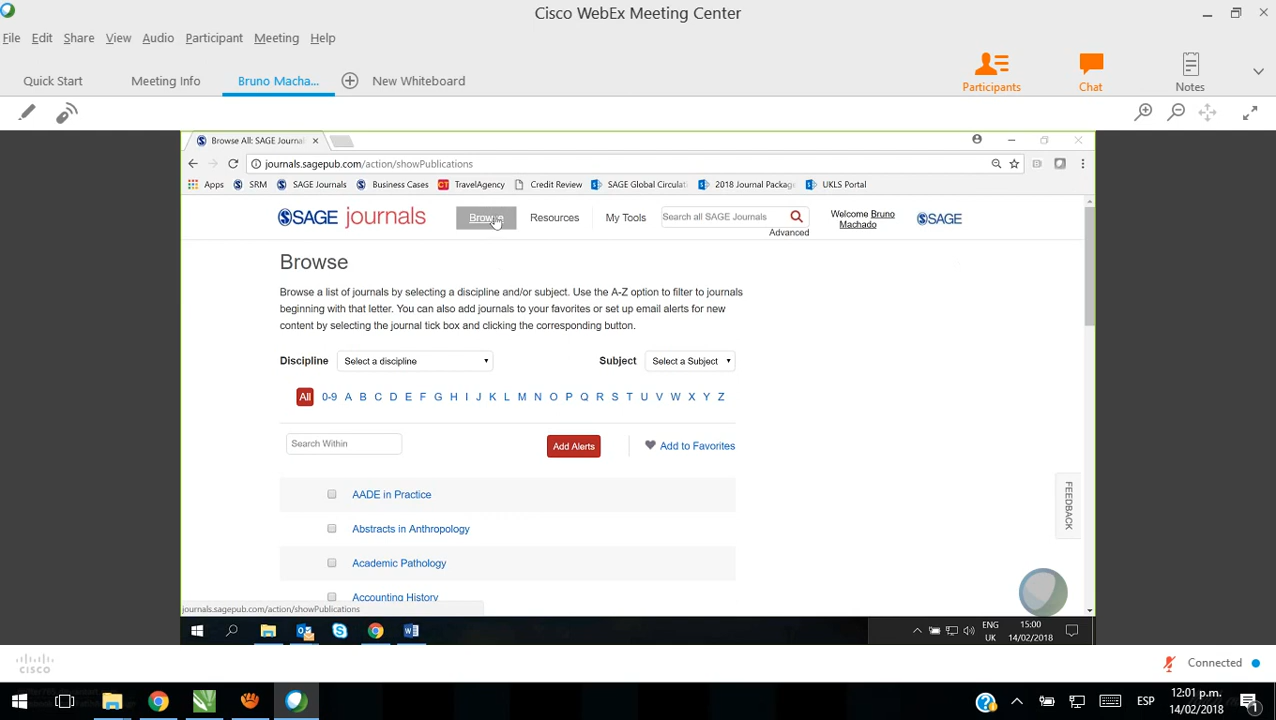 Cisco WebEx Meeting Center
File Edit Share View Audio Participant Meeting Help
Quick Start Meeting Info Bruno Macha... New Whiteboard
Participants Chat Notes
Browse All: SAGE Journa
journals.sagepub.com/action/showPublications
Apps SRM SAGE Journals Business Cases CT TravelAgency Credit Review SAGE Global Circulati 2018 Journal Package UKLS Portal
SAGE journals Browse Resources My Tools Search all SAGE Journals Welcome Bruno Machado SAGE
Advanced
Browse
Browse a list of journals by selecting a discipline and/or subject. Use the A-Z option to filter to journals
beginning with that letter. You can also add journals to your favorites or set up email alerts for new
content by selecting the journal tick box and clicking the corresponding button.
Discipline Select a discipline Subject Select a Subject
All 0-9 A B C D E F G H I J K L M N O P Q R S T U V W X Y Z
Search Within Add Alerts Add to Favorites
AADE in Practice
FEEDBACK
Abstracts in Anthropology
Academic Pathology
Accounting History
journals.sagepub.com/action/showPublications
ENG 15:00
UK 14/02/2018
cisco Connected
ESP 12:01 p.m.
14/02/2018 1